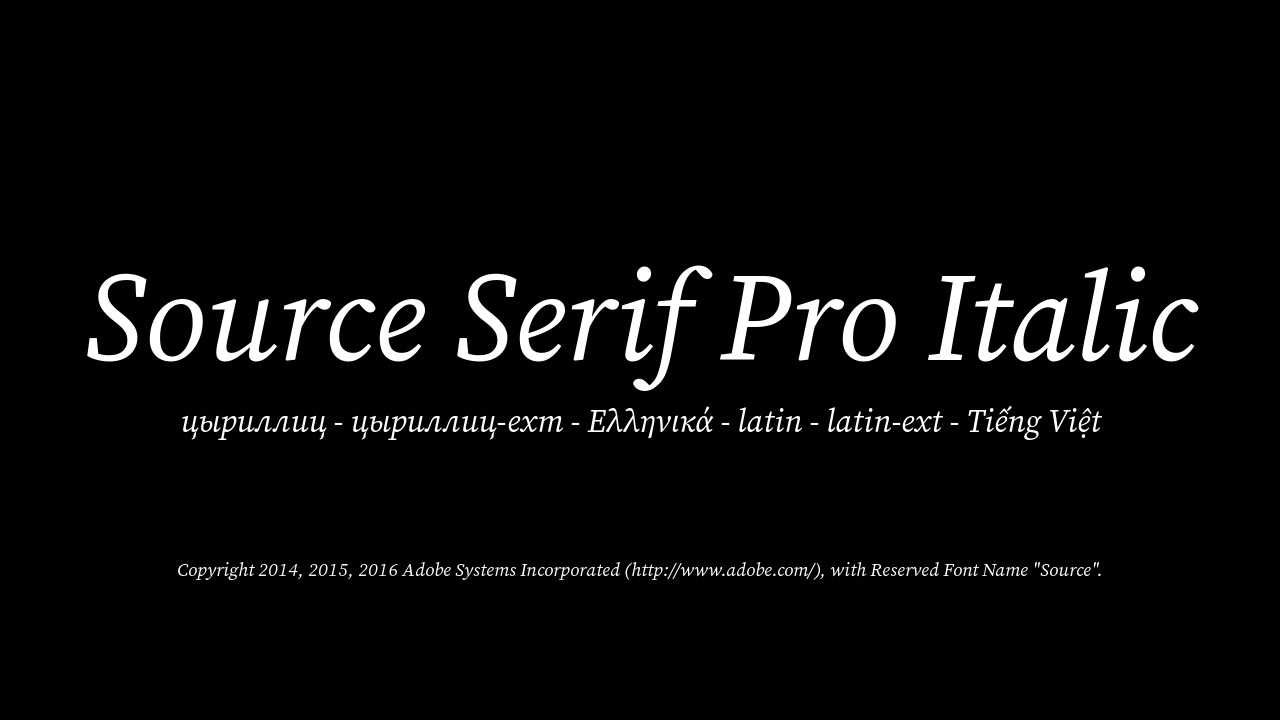 Source Serif Pro Italic
цыриллиц - цыриллиц-ехт - Ελληνικά - latin - latin-ext - Tiếng Việt
Copyright 2014, 2015, 2016 Adobe Systems Incorporated (http://www.adobe.com/), with Reserved Font Name "Source".